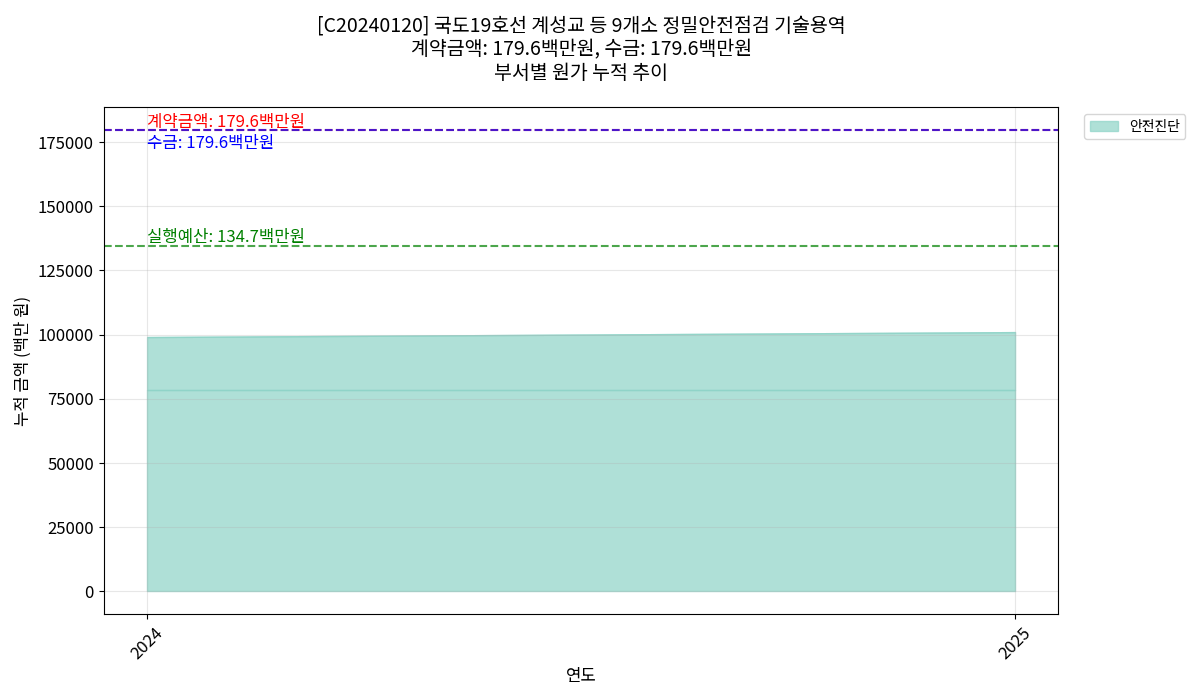 [C20240120] 국도19호선 계성교 등 9개소 정밀안전점검 기술용역
계약금액: 179.6백만원, 수금: 179.6백만원
부서별 원가 누적 추이
계약금액: 179.6백만원
수금: 179.6백만원
실행예산: 134.7백만원
안전진단
175000
150000
125000
100000
75000
50000
25000
0
누적 금액 (백만 원)
2024
2025
연도